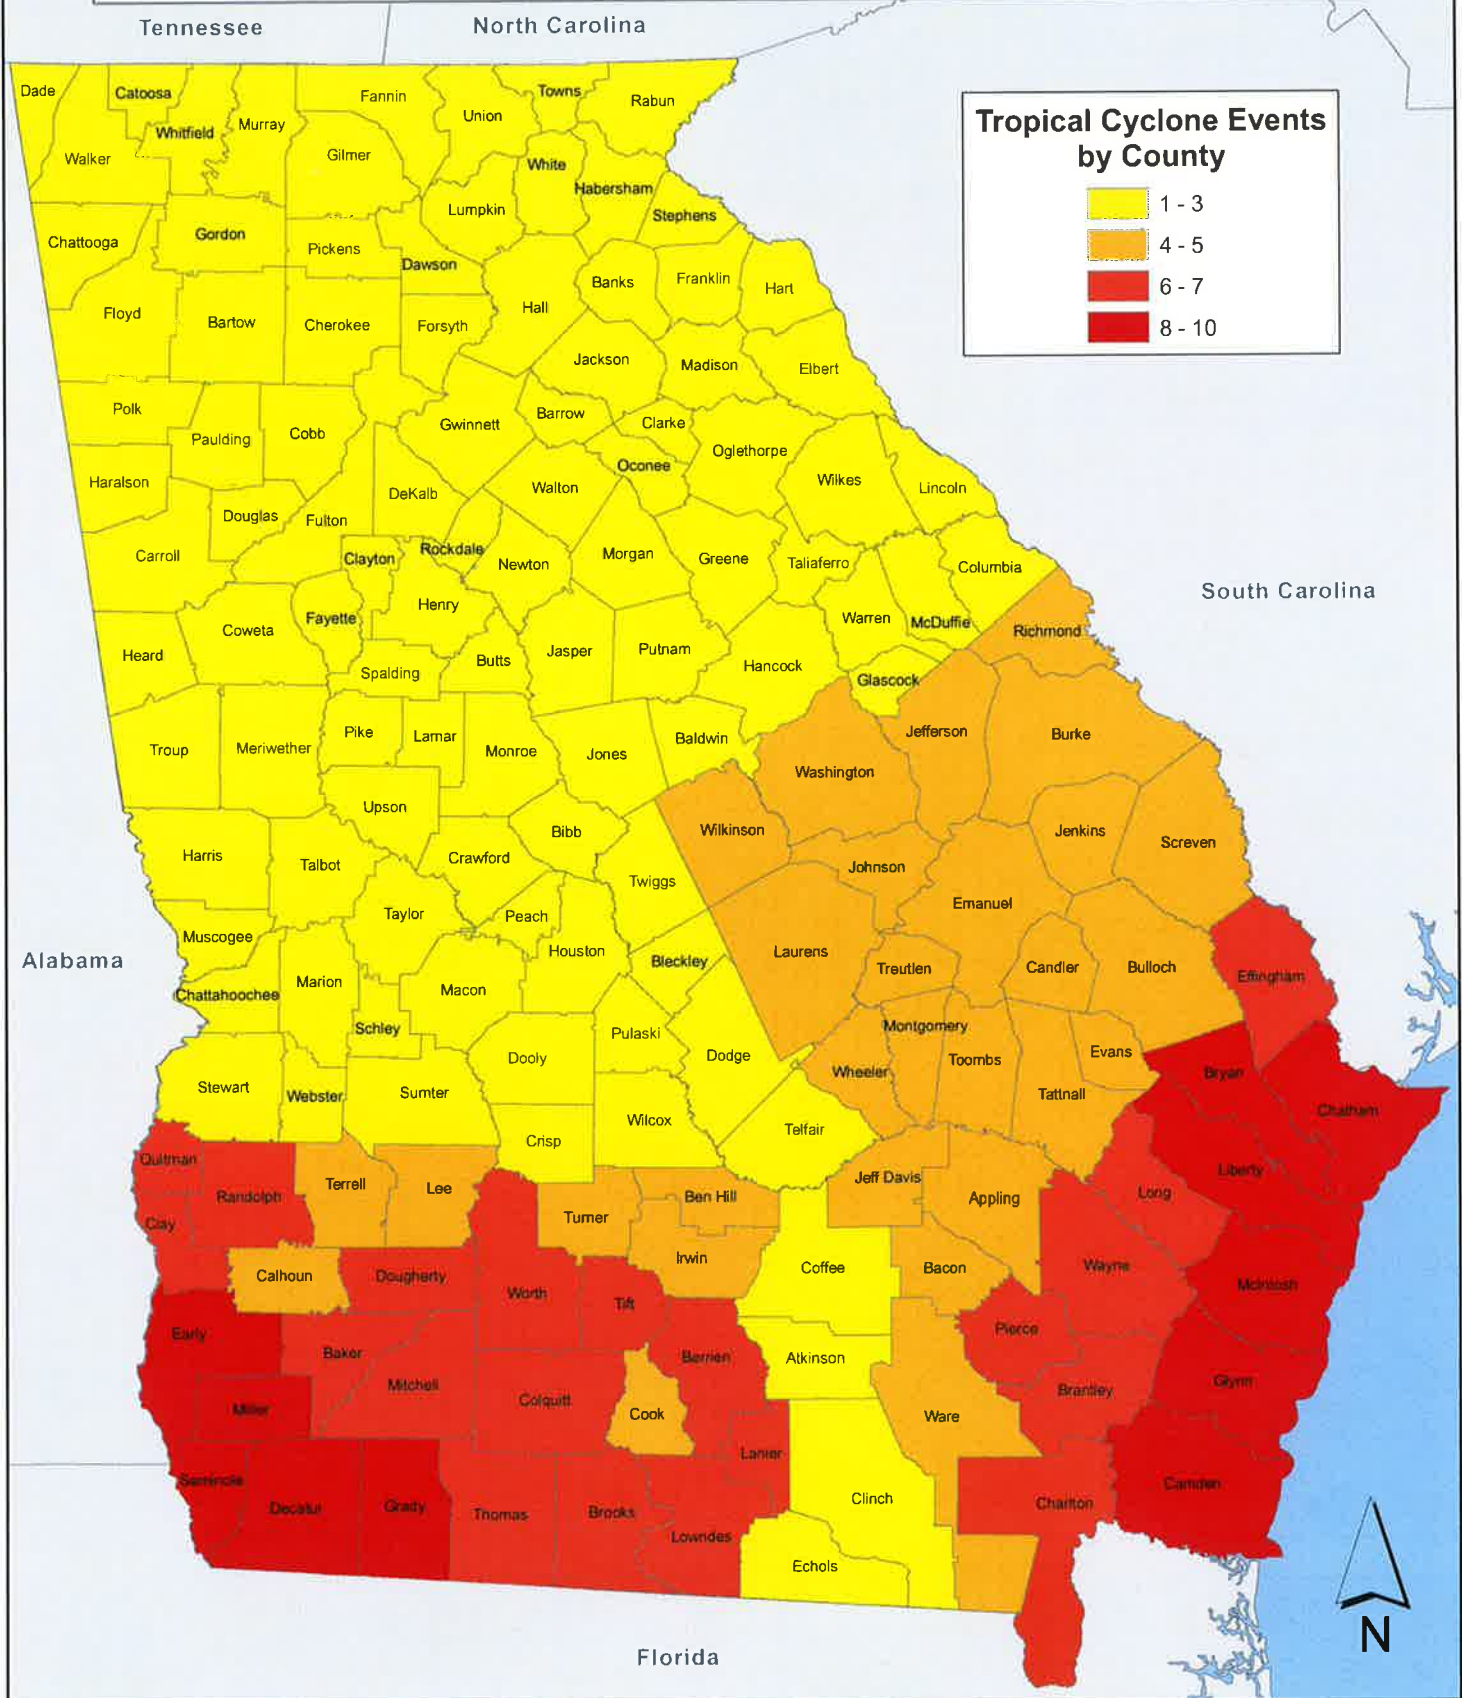 Tennessee
North Carolina
Tropical Cyclone Events
by County
1 - 3
4 - 5
6 - 7
8 - 10
Dade
Catoosa
Whitfield
Murray
Fannin
Union
Towns
Rabun
Walker
Gilmer
White
Habersham
Lumpkin
Stephens
Chattooga
Gordon
Pickens
Dawson
Banks
Franklin
Hart
Floyd
Bartow
Cherokee
Forsyth
Hall
Jackson
Madison
Elbert
Polk
Paulding
Cobb
Gwinnett
Barrow
Clarke
Oconee
Oglethorpe
Wilkes
Lincoln
Haralson
Douglas
Fulton
DeKalb
Walton
Carroll
Clayton
Rockdale
Newton
Morgan
Greene
Taliaferro
Columbia
South Carolina
Heard
Coweta
Fayette
Henry
Spalding
Butts
Jasper
Putnam
Hancock
Warren
McDuffie
Glascock
Richmond
Troup
Meriwether
Pike
Lamar
Monroe
Jones
Baldwin
Washington
Jefferson
Burke
Upson
Bibb
Wilkinson
Johnson
Jenkins
Screven
Harris
Talbot
Crawford
Twiggs
Taylor
Peach
Emanuel
Muscogee
Houston
Bleckley
Laurens
Treutlen
Candler
Bulloch
Effingham
Alabama
Chattahoochee
Marion
Macon
Schley
Pulaski
Dooly
Dodge
Montgomery
Wheeler
Toombs
Evans
Tattnall
Bryan
Chatham
Stewart
Webster
Sumter
Crisp
Wilcox
Telfair
Liberty
Quitman
Randolph
Terrell
Lee
Turner
Ben Hill
Jeff Davis
Appling
Long
Clay
Calhoun
Dougherty
Worth
Tift
Irwin
Coffee
Bacon
Wayne
McIntosh
Early
Baker
Mitchell
Colquitt
Cook
Berrien
Atkinson
Pierce
Brantley
Glynn
Miller
Ware
Lanier
Seminole
Decatur
Grady
Thomas
Brooks
Lowndes
Clinch
Echols
Charlton
Camden
Florida
N